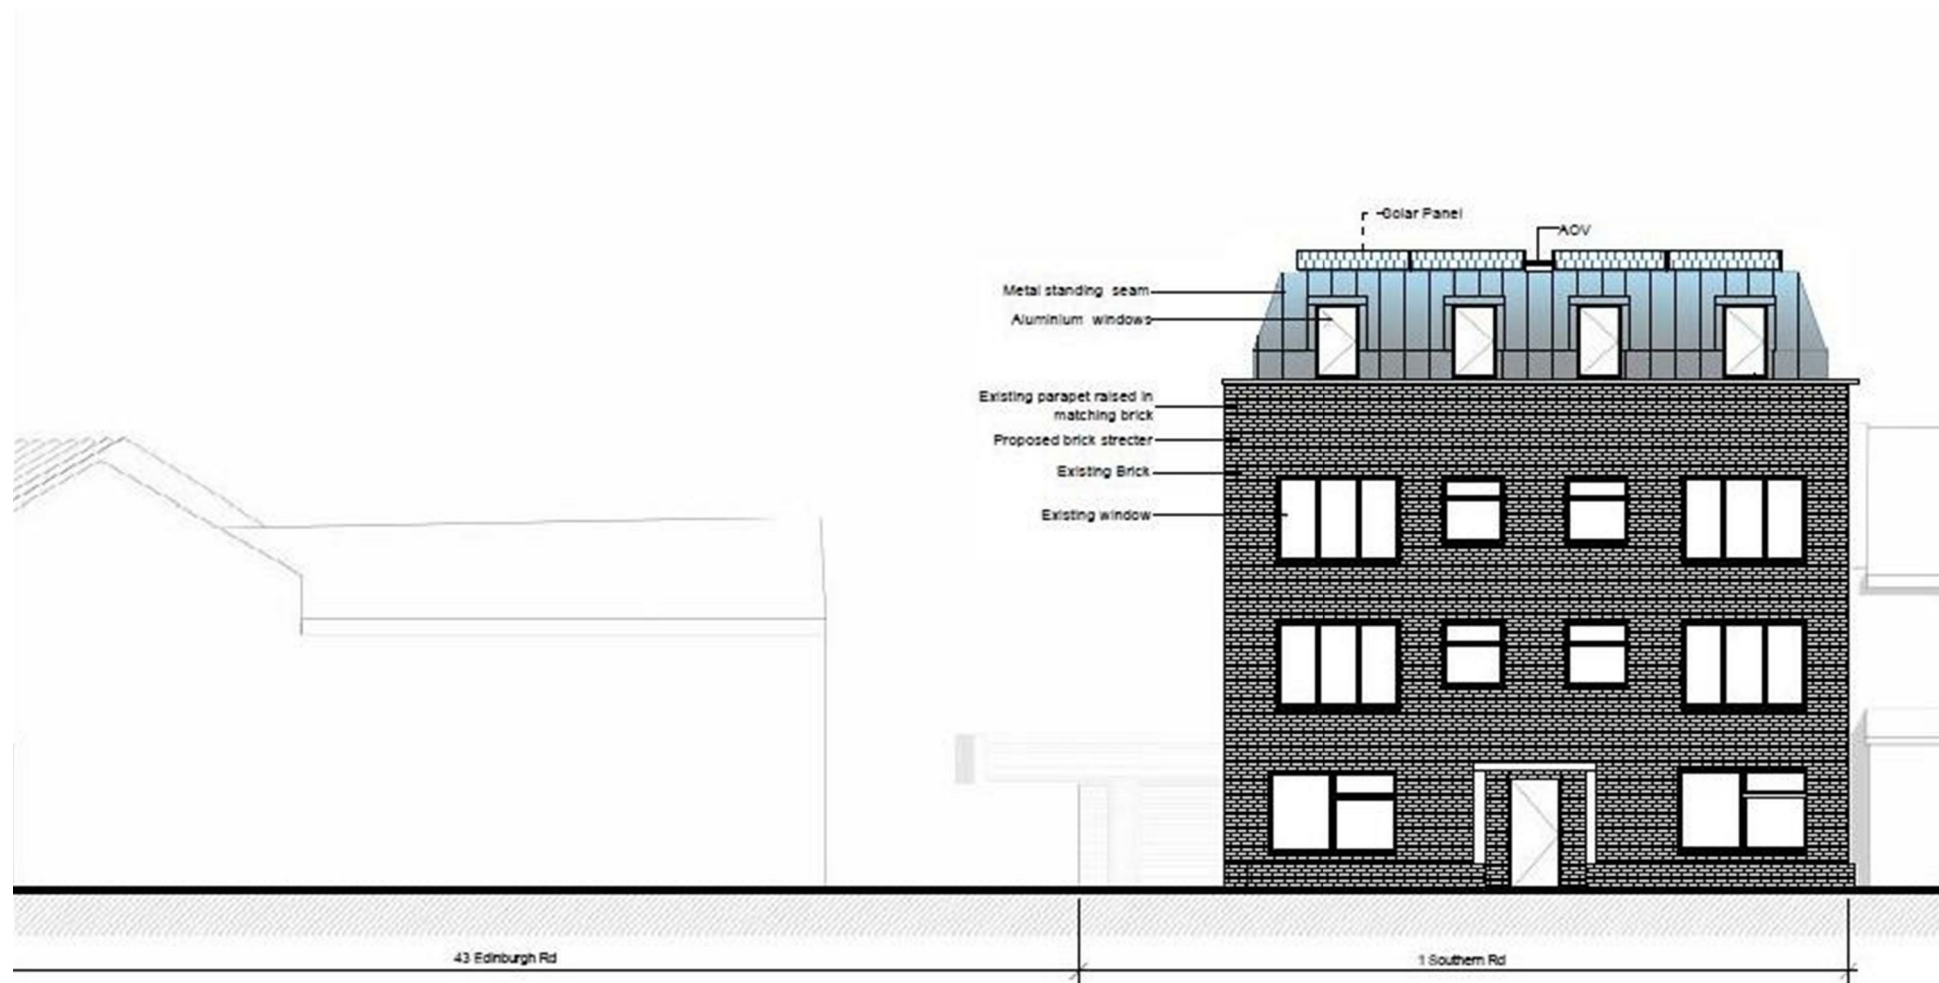 Solar Panel
AOV
Metal standing seam
Aluminium windows
Existing parapet raised in
matching brick
Proposed brick strecter
Existing Brick
Existing window
43 Edinburgh Rd
1 Southern Rd